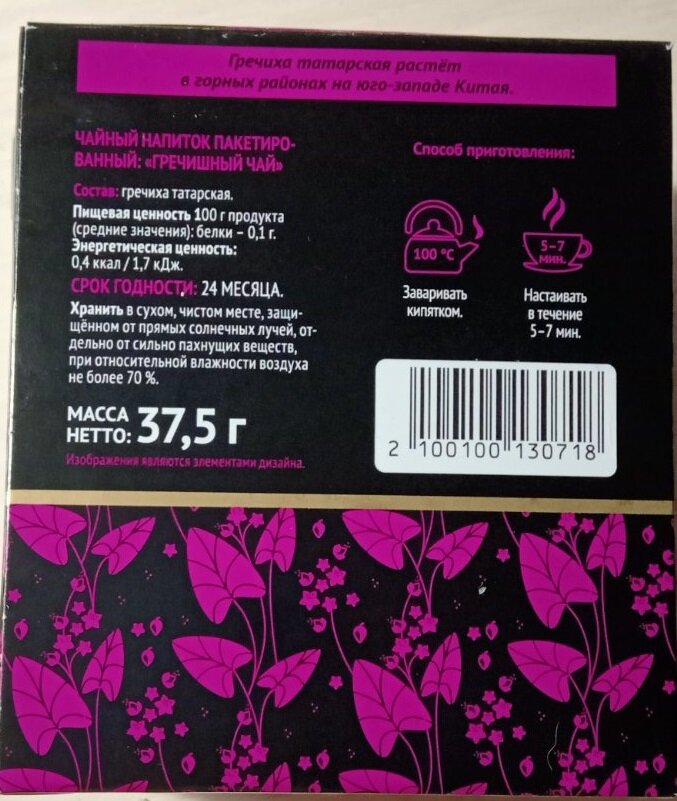 Гречиха татарская растёт
в горных районах на юго-западе Китая.
ЧАЙНЫЙ НАПИТОК ПАКЕТИРО-
ВАННЫЙ: «ГРЕЧИШНЫЙ ЧАЙ»
Состав: гречиха татарская.
Пищевая ценность 100 г продукта
(средние значения): белки – 0,1 г.
Энергетическая ценность:
0,4 ккал / 1,7 кДж.
СРОК ГОДНОСТИ: 24 МЕСЯЦА.
Хранить в сухом, чистом месте, защи-
щённом от прямых солнечных лучей, от-
дельно от сильно пахнущих веществ,
при относительной влажности воздуха
не более 70 %.
МАССА
НЕТТО: 37,5 г
Изображения являются элементами дизайна.
Способ приготовления:
100 °C
Заваривать
кипятком.
5–7
мин.
Настаивать
в течение
5–7 мин.
2 100100 130718